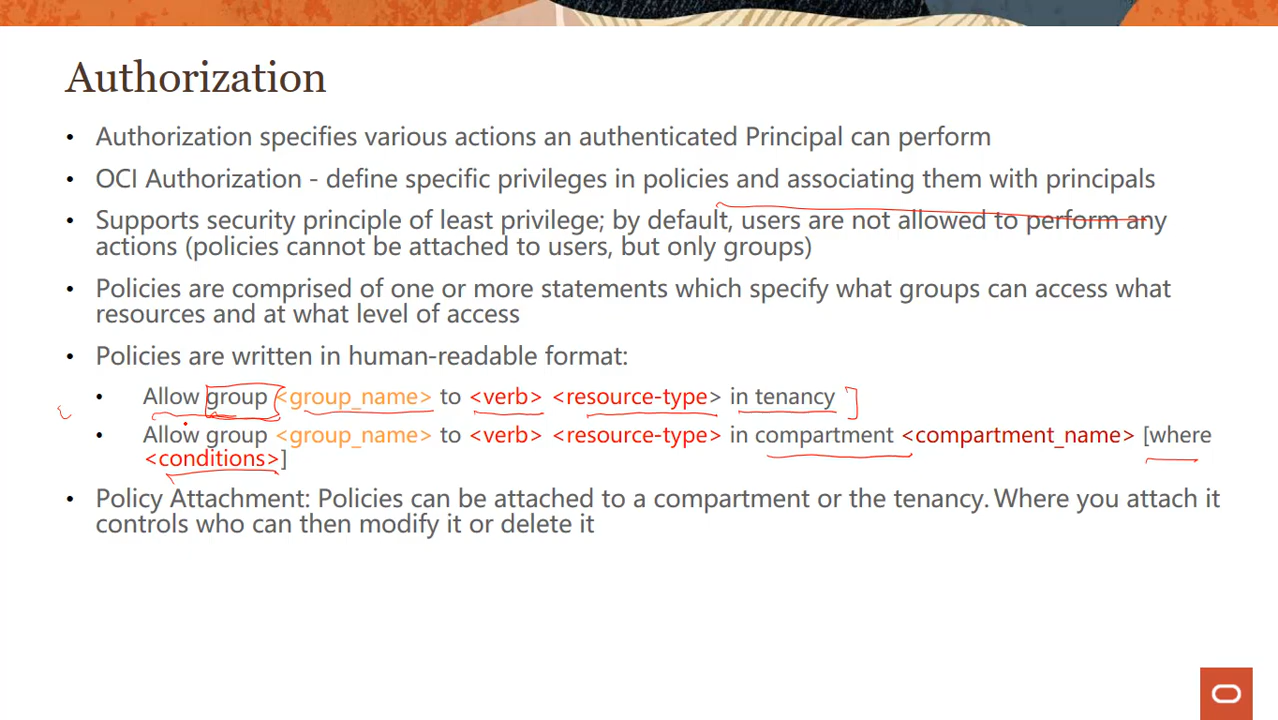 Authorization
• Authorization specifies various actions an authenticated Principal can perform
• OCI Authorization - define specific privileges in policies and associating them with principals
• Supports security principle of least privilege; by default, users are not allowed to perform any
actions (policies cannot be attached to users, but only groups)
• Policies are comprised of one or more statements which specify what groups can access what
resources and at what level of access
• Policies are written in human-readable format:
• Allow group <group_name> to <verb> <resource-type> in tenancy
• Allow group <group_name> to <verb> <resource-type> in compartment <compartment_name> [where
<conditions>]
• Policy Attachment: Policies can be attached to a compartment or the tenancy. Where you attach it
controls who can then modify it or delete it